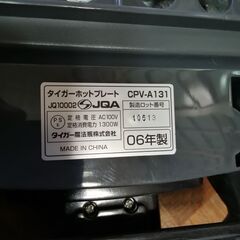 タイガーホットプレート CPV-A131
JQ10002 JQA 製造ロット番号
PS E 定格電圧 AC100V
定格消費電力 1300W
タイガー魔法瓶株式会社
MADE IN CHINA
06年製